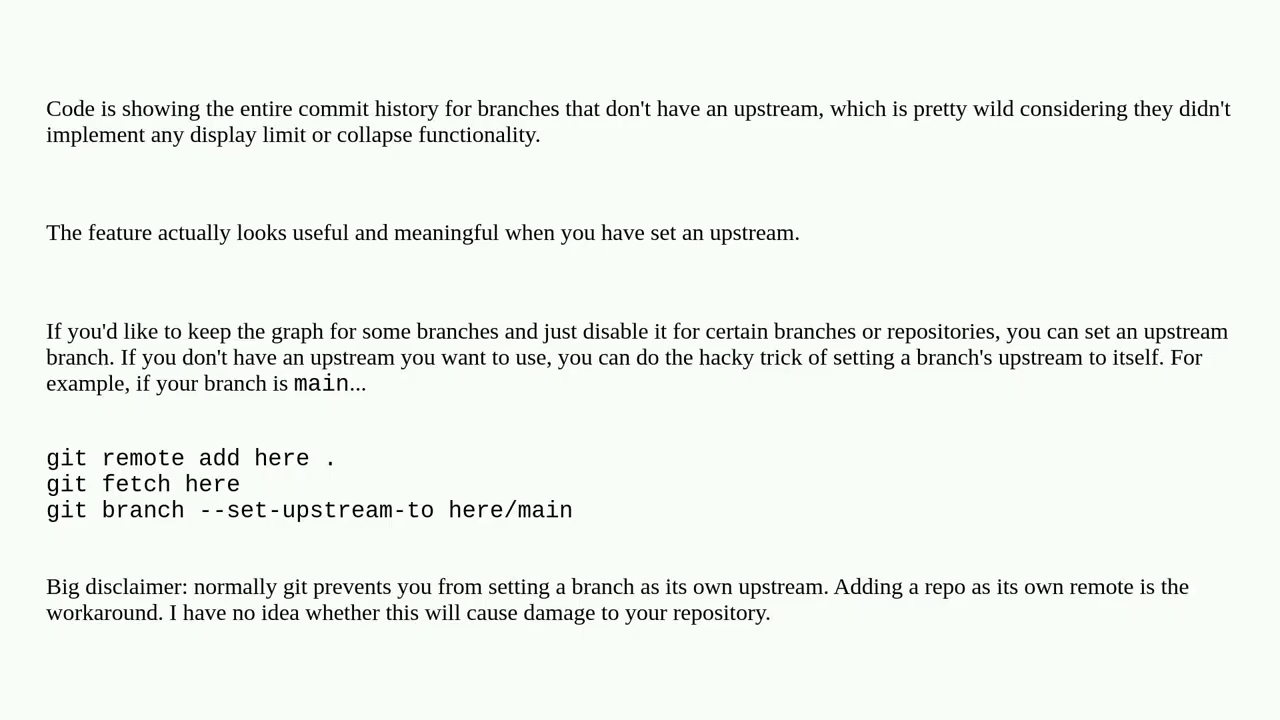 Code is showing the entire commit history for branches that don't have an upstream, which is pretty wild considering they didn't
implement any display limit or collapse functionality.
The feature actually looks useful and meaningful when you have set an upstream.
If you'd like to keep the graph for some branches and just disable it for certain branches or repositories, you can set an upstream
branch. If you don't have an upstream you want to use, you can do the hacky trick of setting a branch's upstream to itself. For
example, if your branch is main...
git remote add here .
git fetch here
git branch --set-upstream-to here/main
Big disclaimer: normally git prevents you from setting a branch as its own upstream. Adding a repo as its own remote is the
workaround. I have no idea whether this will cause damage to your repository.